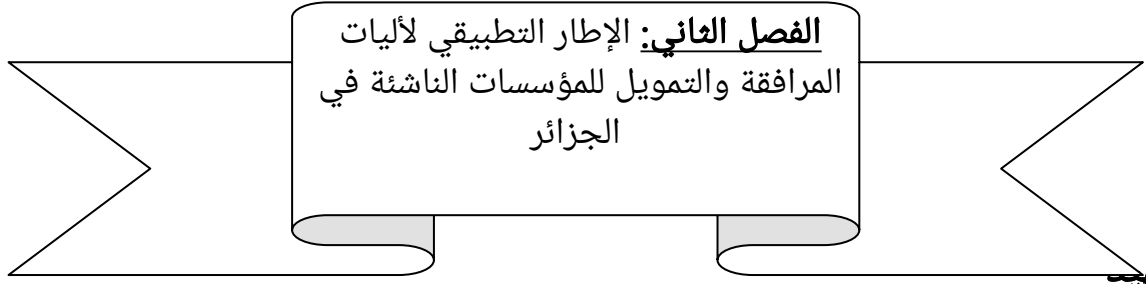 الفصل الثاني: الإطار التطبيقي لأليات
المرافقة والتمويل للمؤسسات الناشئة في
الجزائر